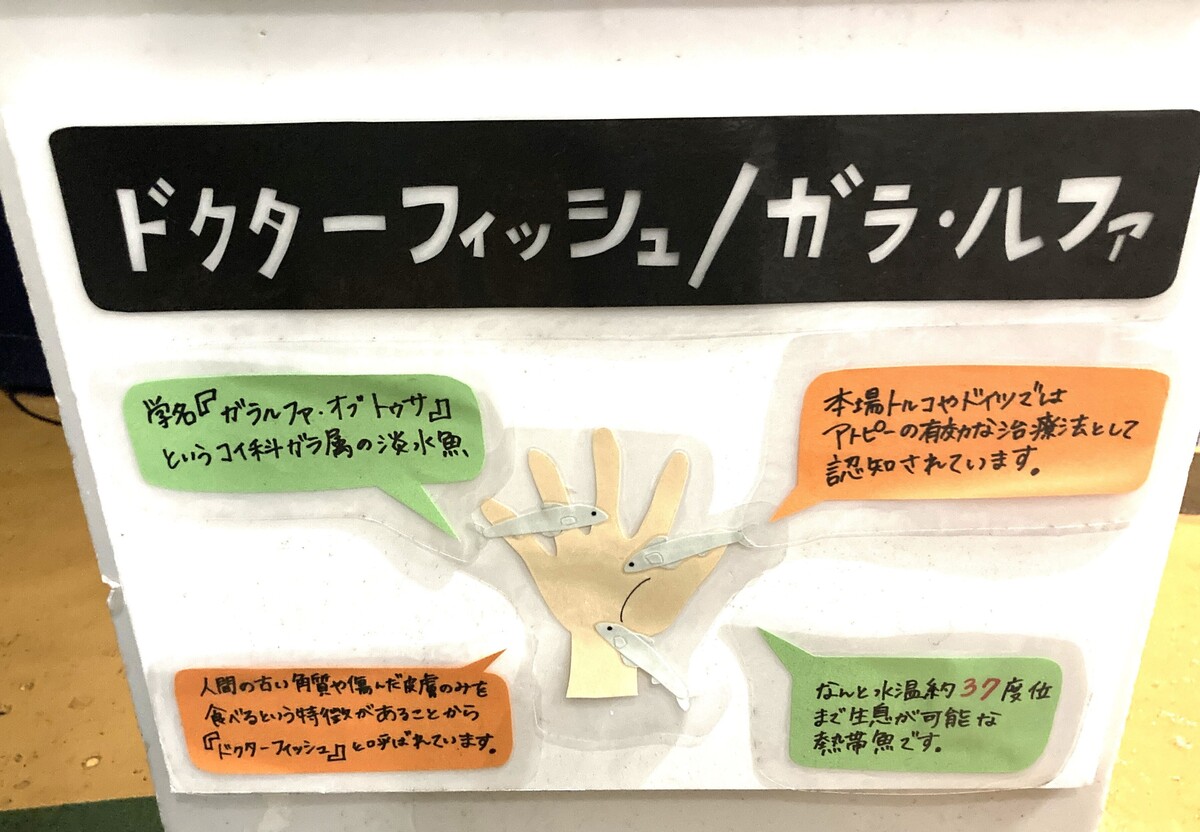 ドクターフィッシュ/ガラ・ルファ
学名『ガラルファ・オブトゥサ』
というコイ科ガラ属の淡水魚
本場トルコやドイツでは
アトピーの有効な治療法として
認知されています。
人間の古い角質や傷んだ皮膚のみを
食べるという特徴があることから
『ドクターフィッシュ』と呼ばれています。
なんと水温約37度位
まで生息が可能な
熱帯魚です。